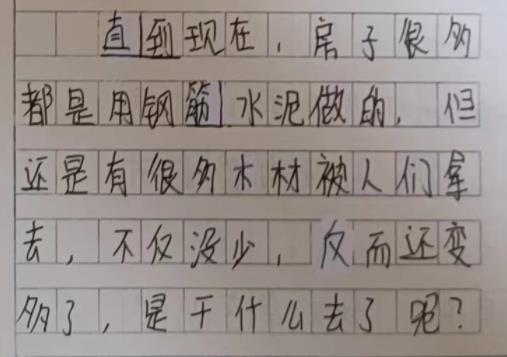 直到现在，房子很多
都是用钢筋水泥做的，但
还是有很多木材被人们拿
去，不仅没少，反而还变
多了，是干什么去了呢？